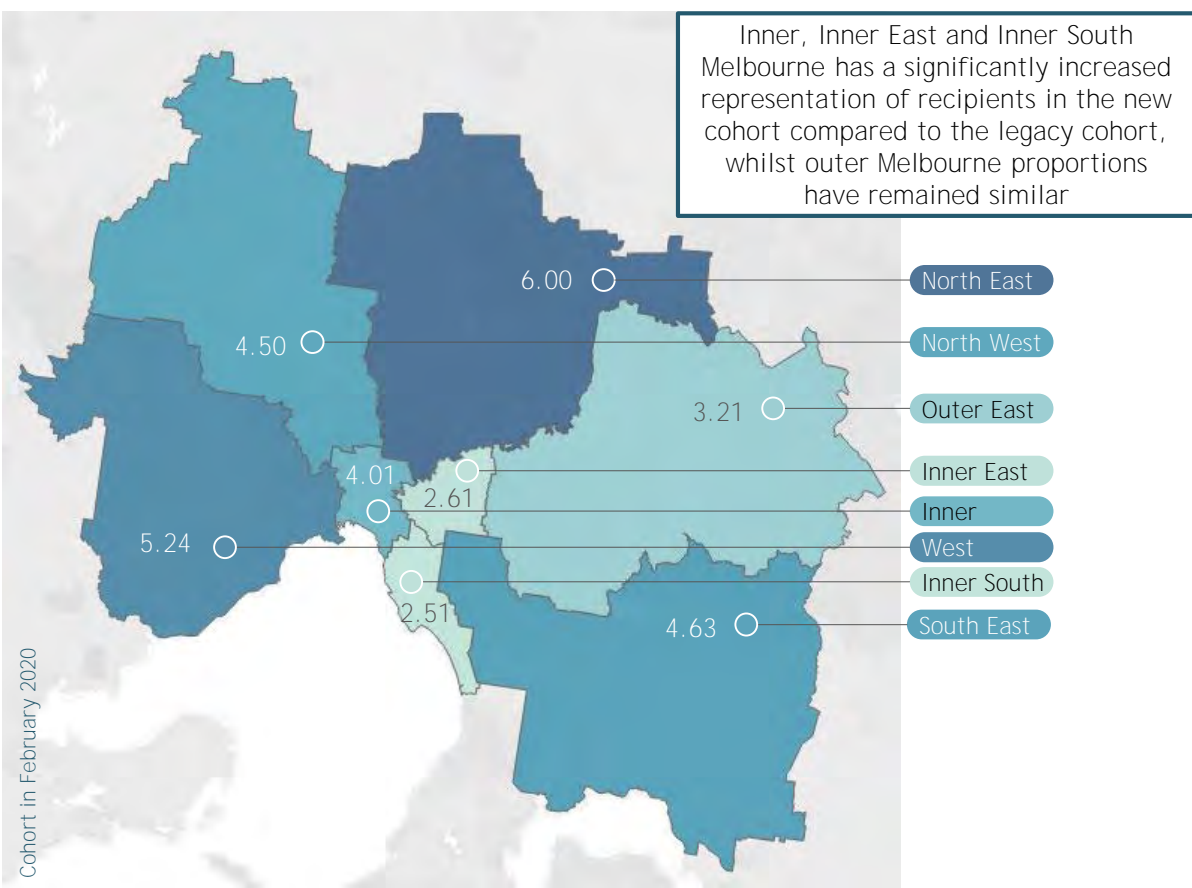 Inner, Inner East and Inner South
Melbourne has a significantly increased
representation of recipients in the new
cohort compared to the legacy cohort,
whilst outer Melbourne proportions
have remained similar
6.00
North East
4.50
North West
3.21
Outer East
2.61
Inner East
4.01
Inner
5.24
West
2.51
Inner South
4.63
South East
Cohort in February 2020